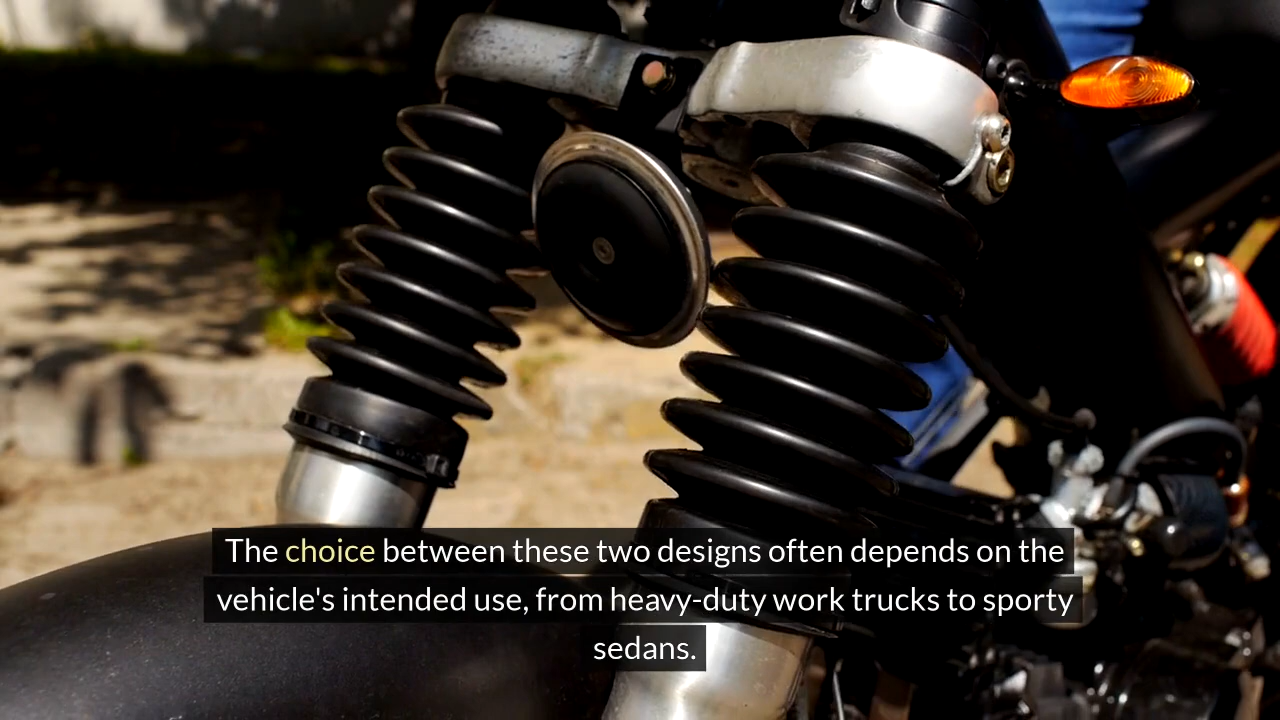 The choice between these two designs often depends on the
vehicle's intended use, from heavy-duty work trucks to sporty
sedans.